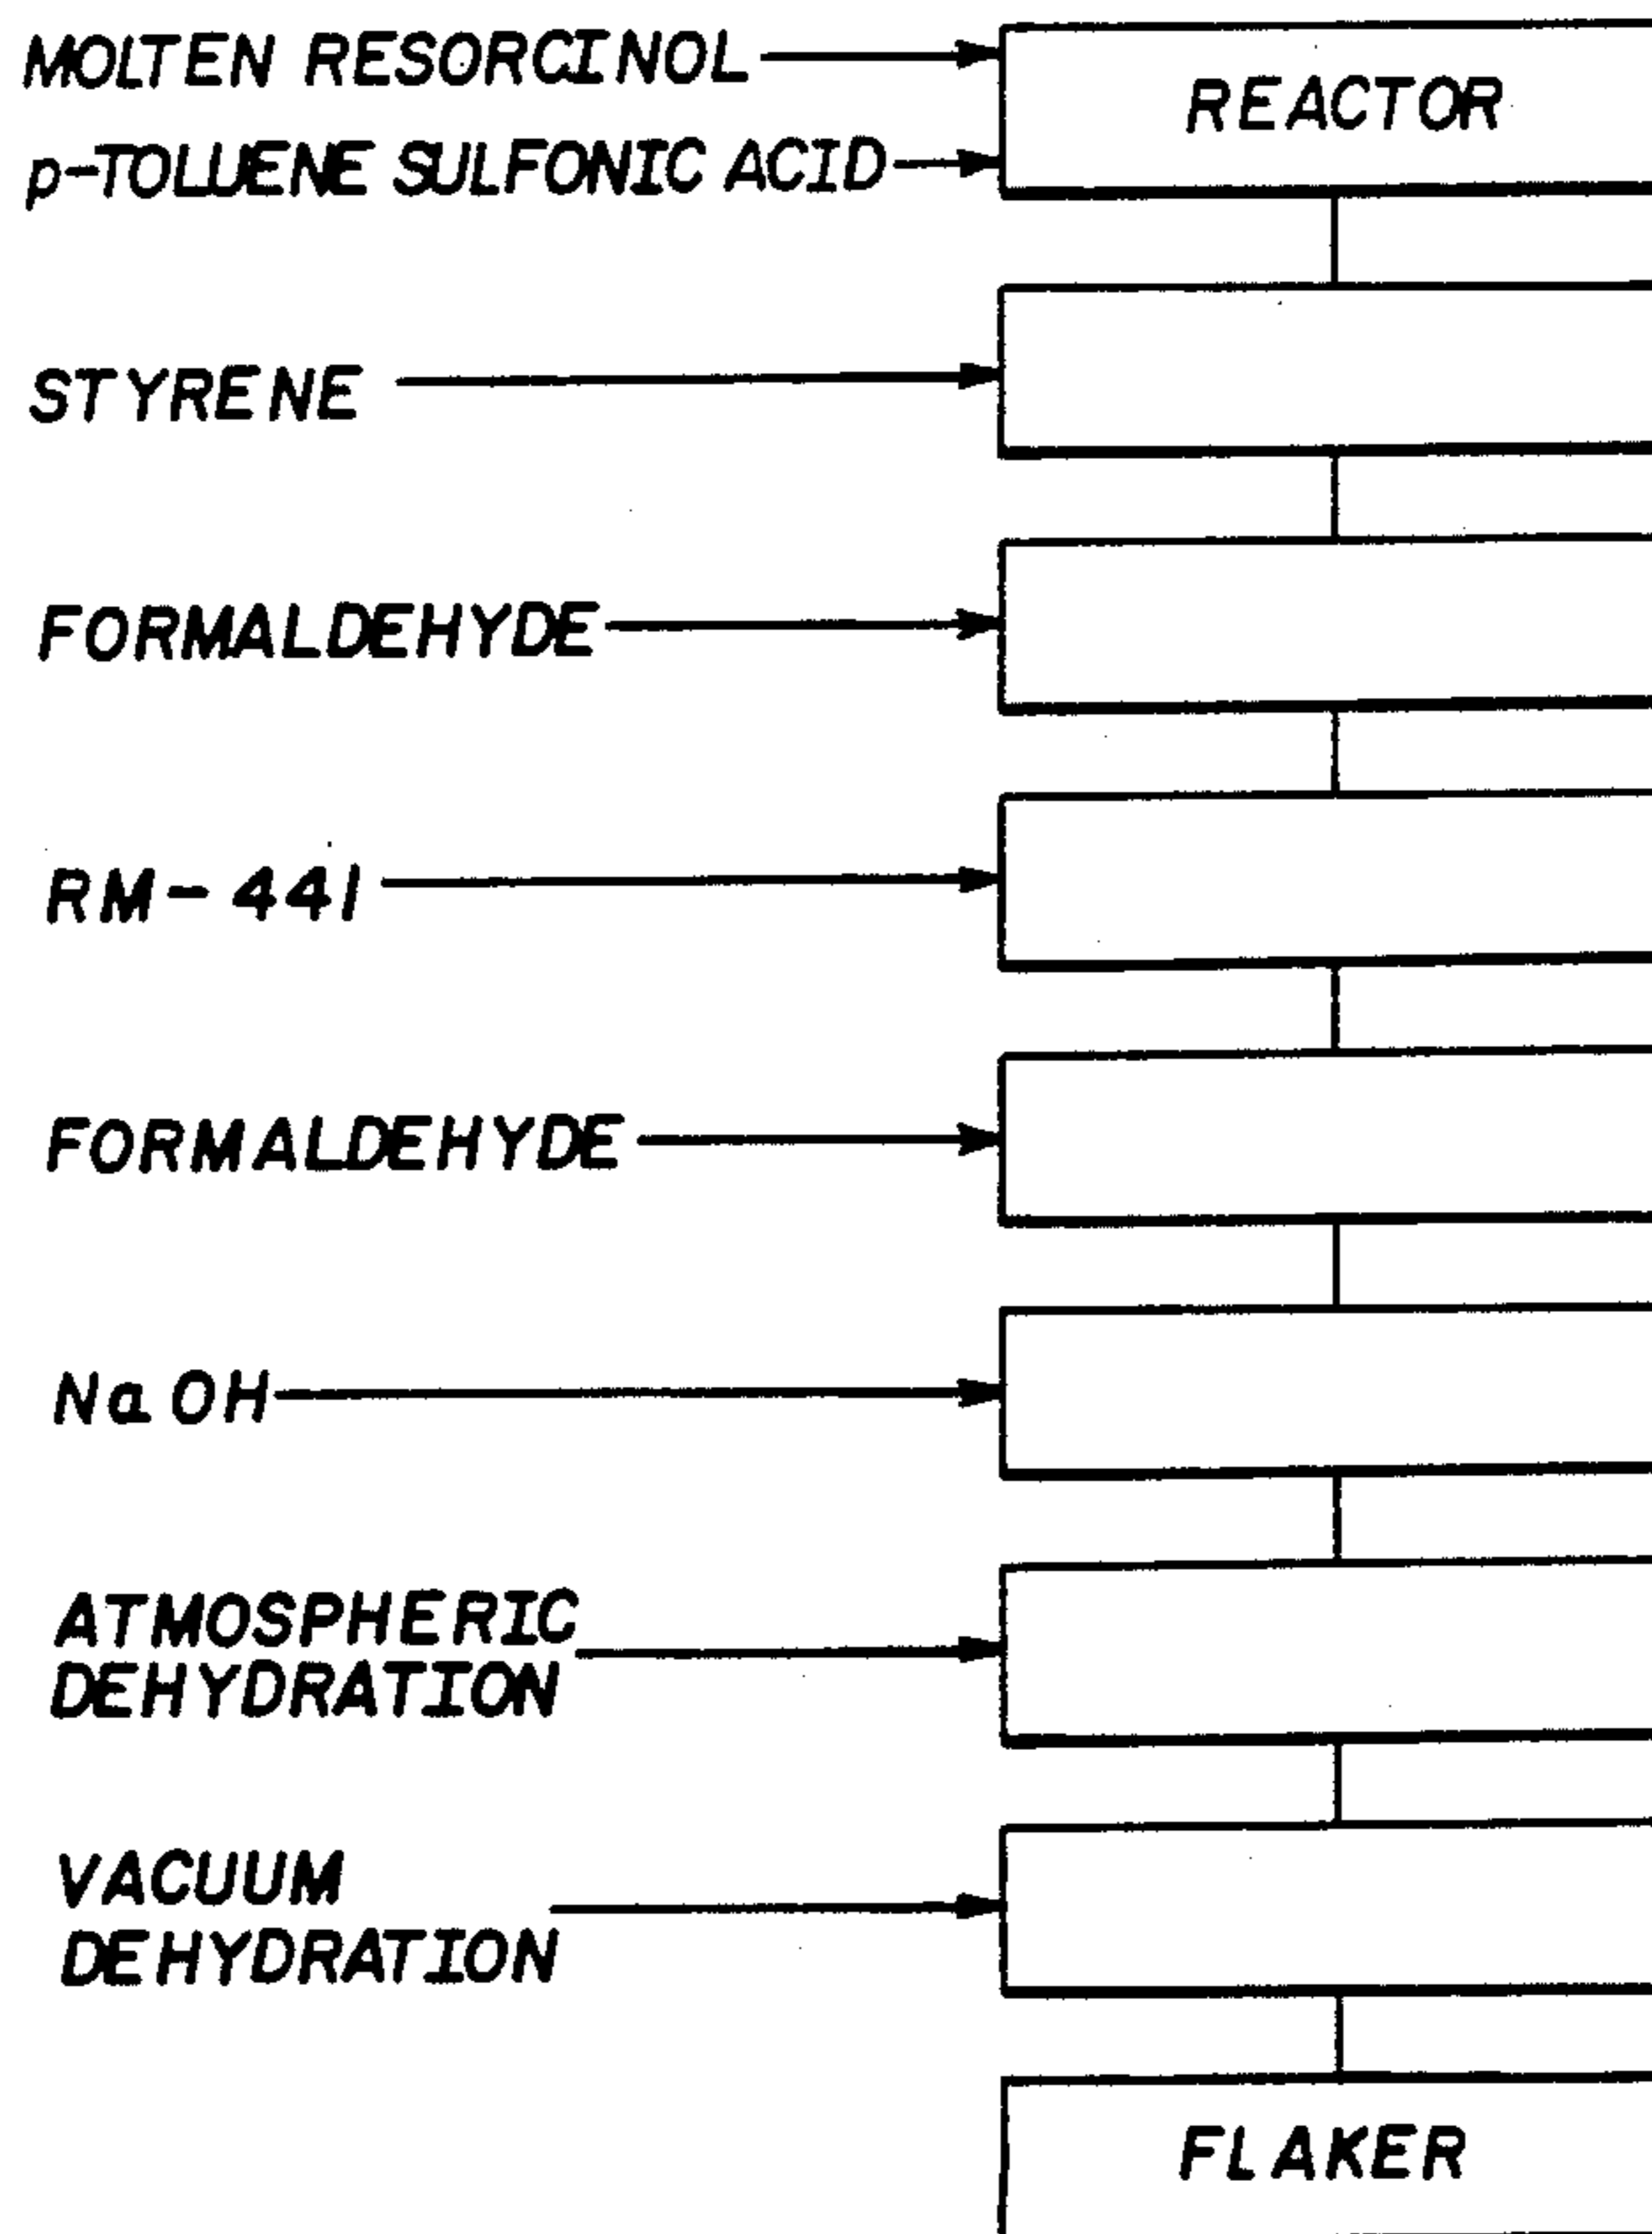 MOLTEN RESORCINOL
REACTOR
p-TOLUENE SULFONIC ACID
STYRENE
FORMALDEHYDE
RM-441
FORMALDEHYDE
NaOH
ATMOSPHERIC
DEHYDRATION
VACUUM
DEHYDRATION
FLAKER